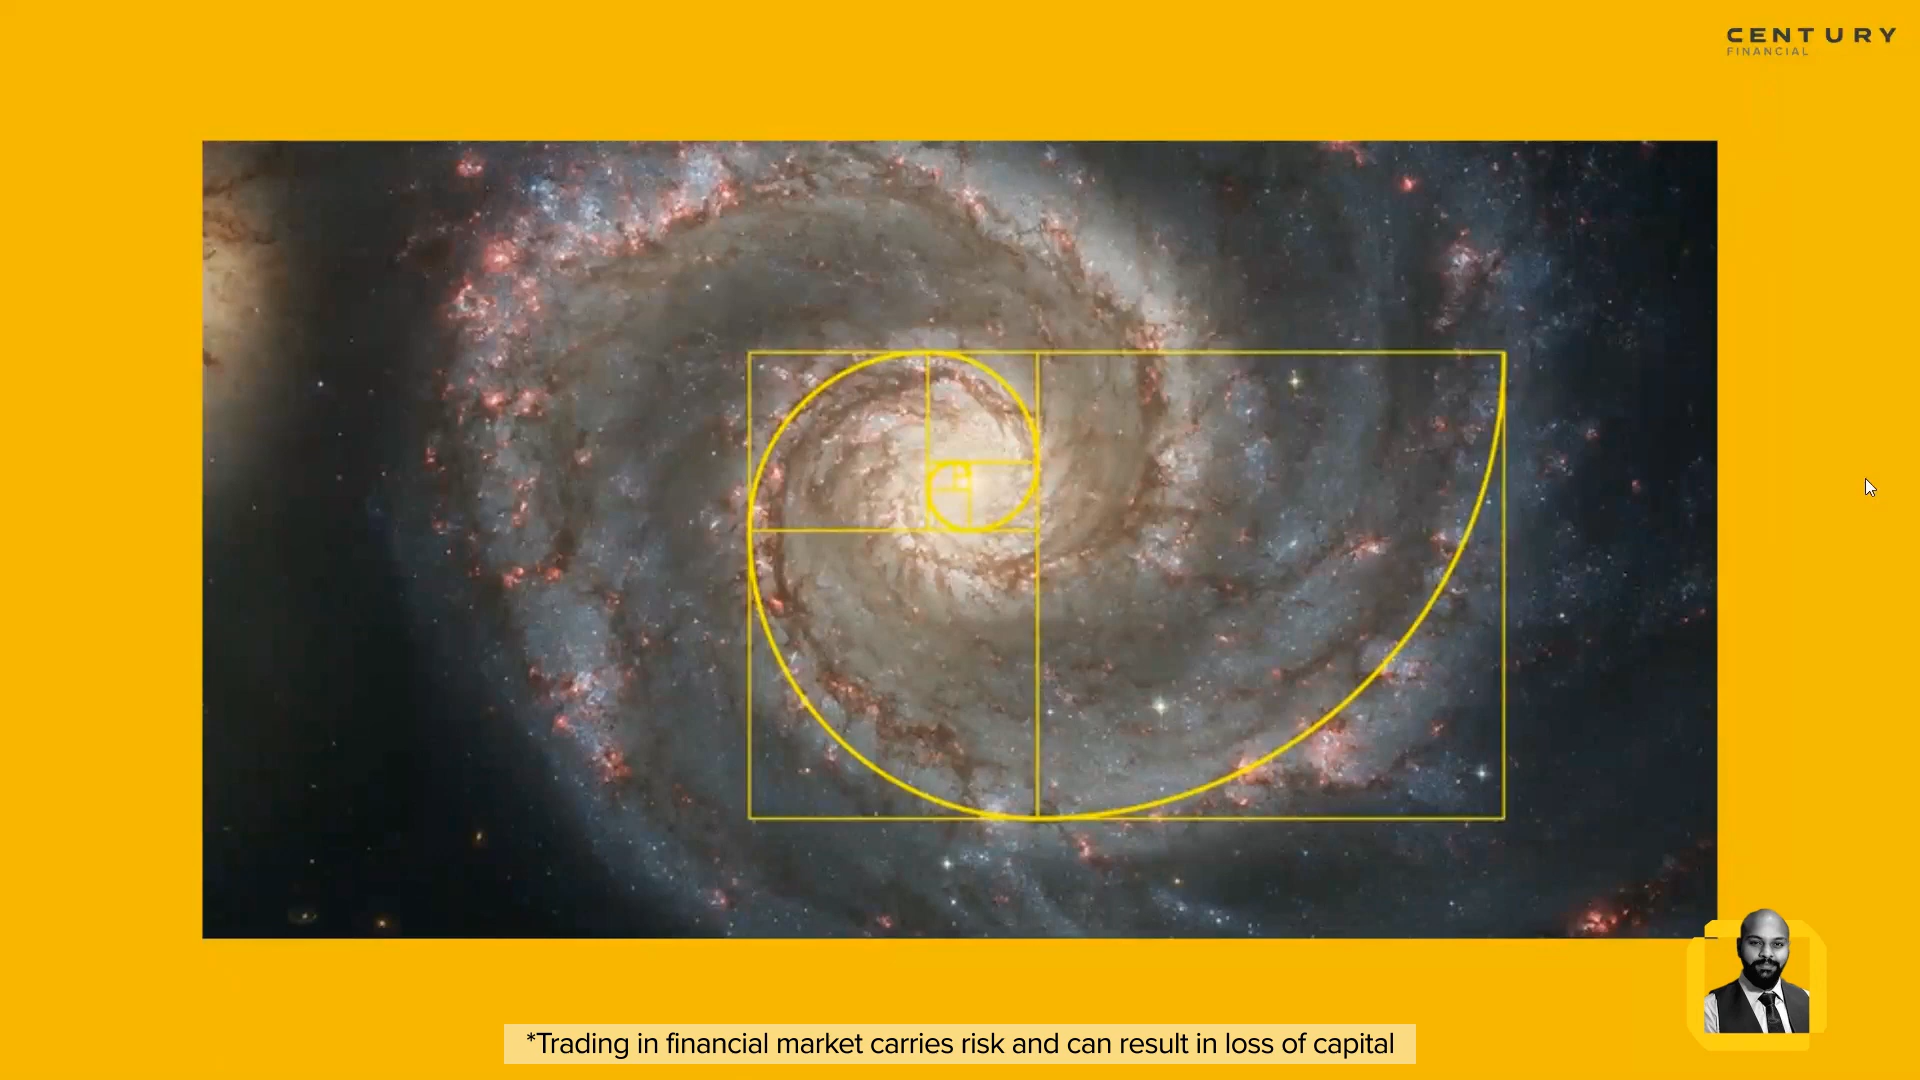 CENTURY
FINANCIAL
*Trading in financial market carries risk and can result in loss of capital